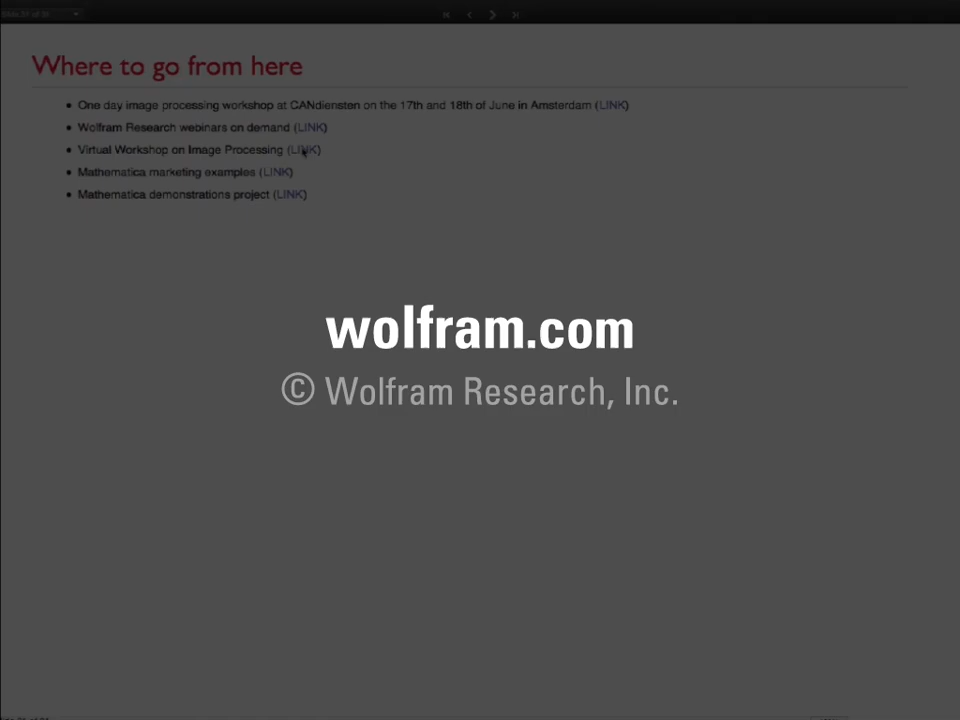 Where to go from here
• One day image processing workshop at CANdiensten on the 17th and 18th of June in Amsterdam (LINK)
• Wolfram Research webinars on demand (LINK)
• Virtual Workshop on Image Processing (LINK)
• Mathematica marketing examples (LINK)
• Mathematica demonstrations project (LINK)
wolfram.com
© Wolfram Research, Inc.